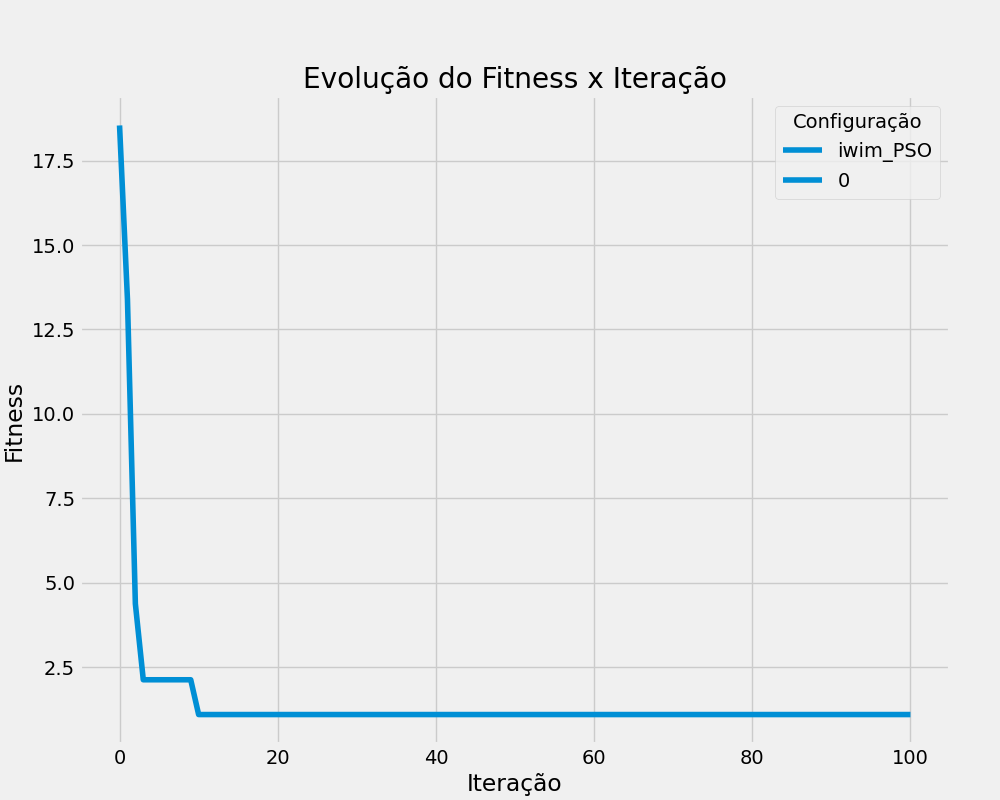 Evolução do Fitness x Iteração
Configuração
iwim_PSO
0
Fitness
17.5
15.0
12.5
10.0
7.5
5.0
2.5
0 20 40 60 80 100
Iteração